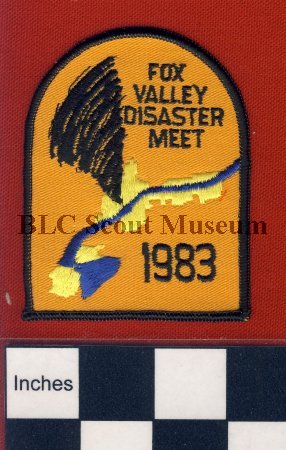 FOX
VALLEY
DISASTER
MEET
BLC Scout Museum
1983
Inches